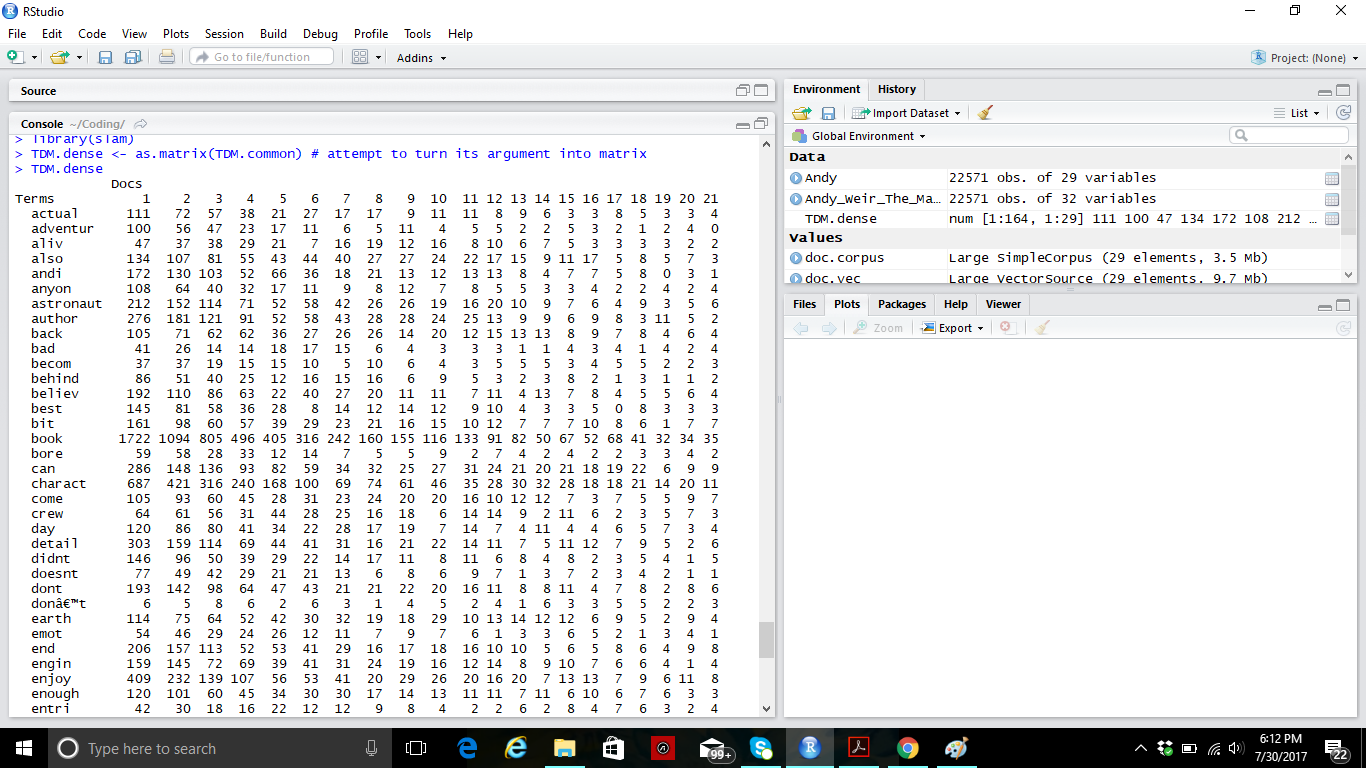 RStudio
File Edit Code View Plots Session Build Debug Profile Tools Help
Go to file/function Addins Project: (None)
Source
Console ~/Coding/
> library(slam)
> TDM.dense <- as.matrix(TDM.common) # attempt to turn its argument into matrix
> TDM.dense
Docs
Terms 1 2 3 4 5 6 7 8 9 10 11 12 13 14 15 16 17 18 19 20 21
actual 111 72 57 38 21 27 17 17 9 11 11 8 9 6 3 3 8 5 3 3 4
adventur 100 56 47 23 17 11 6 5 11 4 5 5 2 2 5 3 2 1 2 4 0
aliv 47 37 38 29 21 7 16 19 12 16 8 10 6 7 5 3 3 3 3 2 2
also 134 107 81 55 43 44 40 27 27 24 22 17 15 9 11 17 5 8 5 7 3
andi 172 130 103 52 66 36 18 21 13 12 13 13 8 4 7 7 5 8 0 3 1
anyon 108 64 40 32 17 11 9 8 12 7 8 5 5 3 3 4 2 2 4 2 4
astronaut 212 152 114 71 52 58 42 26 26 19 16 20 10 9 7 6 4 9 3 5 6
author 276 181 121 91 52 58 43 28 28 24 25 13 9 9 6 9 8 3 11 5 2
back 105 71 62 62 36 27 26 26 14 20 12 15 13 13 8 9 7 8 4 6 4
bad 41 26 14 14 18 17 15 6 4 3 3 3 1 1 4 3 4 1 4 2 4
becom 37 37 19 15 15 10 5 10 6 4 3 5 5 5 3 4 5 5 2 2 3
behind 86 51 40 25 12 16 15 16 6 9 5 3 2 3 8 2 1 3 1 1 2
believ 192 110 86 63 22 40 27 20 11 11 7 11 4 13 7 8 4 5 5 6 4
best 145 81 58 36 28 8 14 12 14 12 9 10 4 3 3 5 0 8 3 3 3
bit 161 98 60 57 39 29 23 21 16 15 10 12 7 7 7 10 8 6 1 7 7
book 1722 1094 805 496 405 316 242 160 155 116 133 91 82 50 67 52 68 41 32 34 35
bore 59 58 28 33 12 14 7 5 5 9 2 7 4 2 4 2 2 3 3 4 2
can 286 148 136 93 82 59 34 32 25 27 31 24 21 20 21 18 19 22 6 9 9
charact 687 421 316 240 168 100 69 74 61 46 35 28 30 32 28 18 18 21 14 20 11
come 105 93 60 45 28 31 23 24 20 20 16 10 12 12 7 3 7 5 5 9 7
crew 64 61 56 31 44 28 25 16 18 6 14 14 9 2 11 6 2 3 5 7 3
day 120 86 80 41 34 22 28 17 19 7 14 7 4 11 4 4 6 5 7 3 4
detail 303 159 114 69 44 41 31 16 21 22 14 11 7 5 11 12 7 9 5 2 6
didnt 146 96 50 39 29 22 14 17 11 8 11 6 8 4 8 2 3 5 4 1 5
doesnt 77 49 42 29 21 21 13 6 8 6 9 7 1 3 7 2 3 4 2 1 1
dont 193 142 98 64 47 43 21 21 22 20 16 11 8 8 11 4 7 8 2 8 6
donâ€™t 6 5 8 6 2 6 3 1 4 5 2 4 1 6 3 3 5 5 2 2 3
earth 114 75 64 52 42 30 32 19 18 29 10 13 14 12 12 6 9 5 2 9 4
emot 54 46 29 24 26 12 11 7 9 7 6 1 3 3 6 5 2 1 3 4 1
end 206 157 113 52 53 41 29 16 17 18 16 10 10 5 6 5 8 6 4 9 8
engin 159 145 72 69 39 41 31 24 19 16 12 14 8 9 10 7 6 6 4 1 4
enjoy 409 232 139 107 56 53 41 20 29 26 20 16 20 7 13 13 7 9 6 11 8
enough 120 101 60 45 34 30 30 17 14 13 11 11 7 11 6 10 6 7 6 3 3
entri 42 30 18 16 22 12 12 9 8 4 2 2 6 2 8 4 7 6 3 2 4
Environment History
Import Dataset List
Global Environment
Data
Andy 22571 obs. of 29 variables
Andy_Weir_The_Ma… 22571 obs. of 32 variables
TDM.dense num [1:164, 1:29] 111 100 47 134 172 108 212 …
Values
doc.corpus Large SimpleCorpus (29 elements, 3.5 Mb)
doc.vec Large VectorSource (29 elements, 9.7 Mb)
Files Plots Packages Help Viewer
Zoom Export
Type here to search
99+
6:12 PM
7/30/2017
22